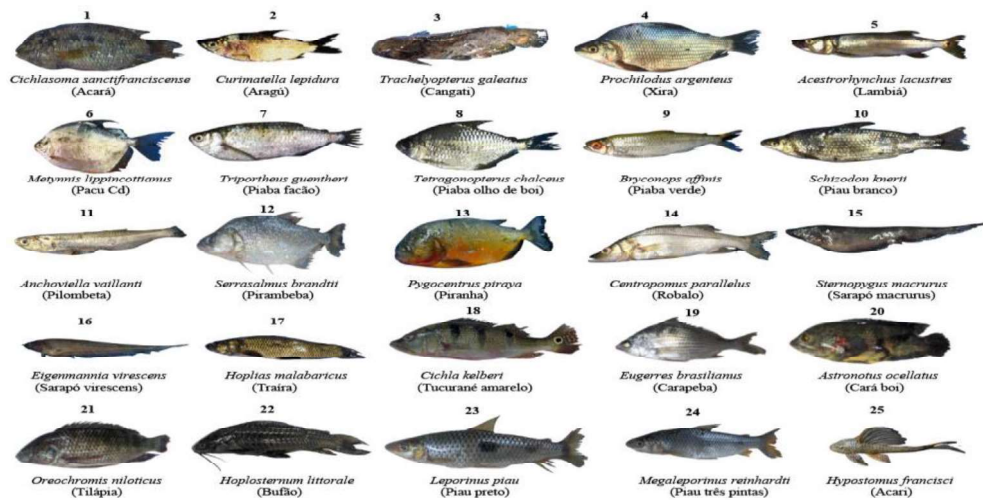 1 2 3 4 5
Cichlasoma sanctifranciscense Curimatella lepidura Trachelyopterus galeatus Prochilodus argenteus Acestrorhynchus lacustres
(Acará) (Aragú) (Cangati) (Xira) (Lambiá)
6 7 8 9 10
Metynnis lippincottianus Triportheus guentheri Tetragonopterus chalceus Bryconops affinis Schizodon knerii
(Pacu Cd) (Piaba facão) (Piaba olho de boi) (Piaba verde) (Piau branco)
11 12 13 14 15
Anchoviella vaillanti Serrasalmus brandtii Pygocentrus piraya Centropomus parallelus Sternopygus macrurus
(Pilombeta) (Pirambeba) (Piranha) (Robalo) (Sarapó macrurus)
16 17 18 19 20
Eigenmannia virescens Hoplias malabaricus Cichla kelberi Eugerres brasilianus Astronotus ocellatus
(Sarapó virescens) (Traíra) (Tucurané amarelo) (Carapeba) (Cará boi)
21 22 23 24 25
Oreochromis niloticus Hoplosternum littorale Leporinus piau Megaleporinus reinhardti Hypostomus francisci
(Tilápia) (Bufão) (Piau preto) (Piau três pintas) (Acari)